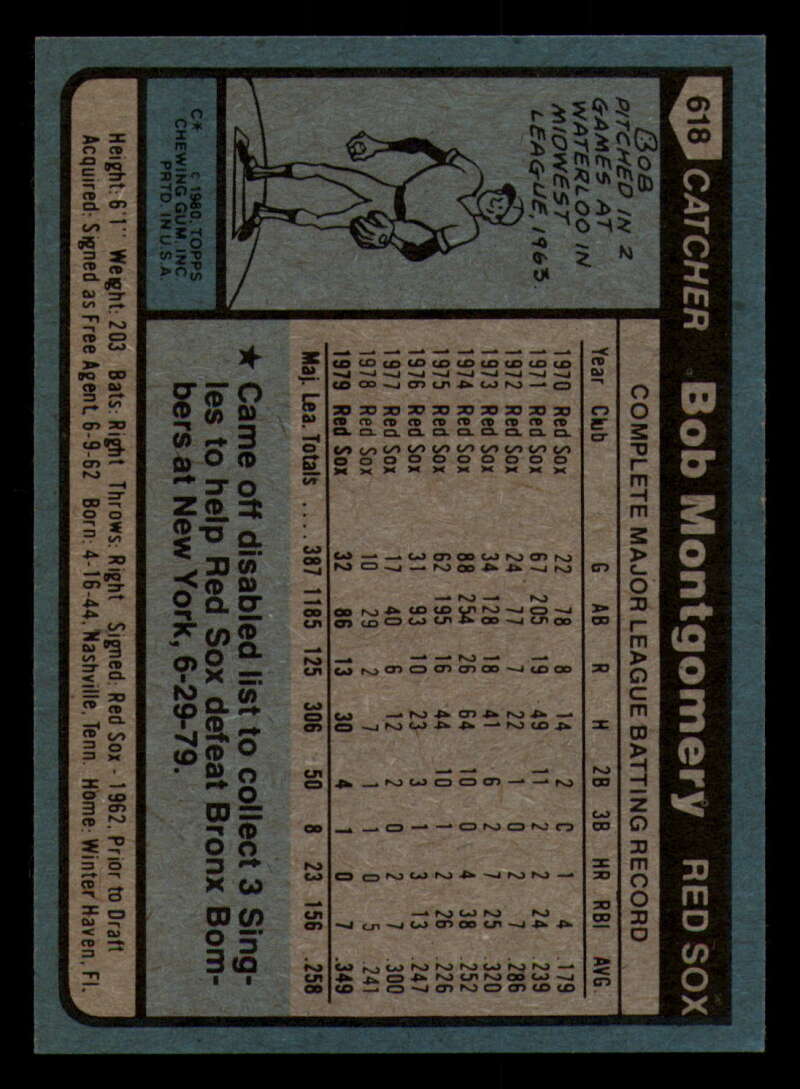 618 CATCHER Bob Montgomery RED SOX
BOB
PITCHED IN 2
GAMES AT
WATERLOO IN
MIDWEST
LEAGUE, 1963.
C* © 1980. TOPPS
CHEWING GUM, INC
PRTD. IN U.S.A.
COMPLETE MAJOR LEAGUE BATTING RECORD
Year Club G AB R H 2B 3B HR RBI AVG.
1970 Red Sox 22 78 8 14 2 0 1 4 .179
1971 Red Sox 67 205 19 49 11 2 2 24 .239
1972 Red Sox 24 77 7 22 1 0 2 7 .286
1973 Red Sox 34 128 18 41 6 2 7 25 .320
1974 Red Sox 88 254 26 64 10 0 4 38 .252
1975 Red Sox 62 195 16 44 10 1 2 26 .226
1976 Red Sox 31 93 10 23 3 1 3 13 .247
1977 Red Sox 17 40 6 12 2 0 2 7 .300
1978 Red Sox 10 29 2 7 1 1 0 5 .241
1979 Red Sox 32 86 13 30 4 1 0 7 .349
Maj. Lea. Totals .... 387 1185 125 306 50 8 23 156 .258
★ Came off disabled list to collect 3 Sing-
les to help Red Sox defeat Bronx Bom-
bers at New York, 6-29-79.
Height: 6'1" Weight: 203 Bats: Right Throws: Right Signed: Red Sox - 1962, Prior to Draft
Acquired: Signed as Free Agent, 6-9-62 Born: 4-16-44, Nashville, Tenn. Home: Winter Haven, Fl.